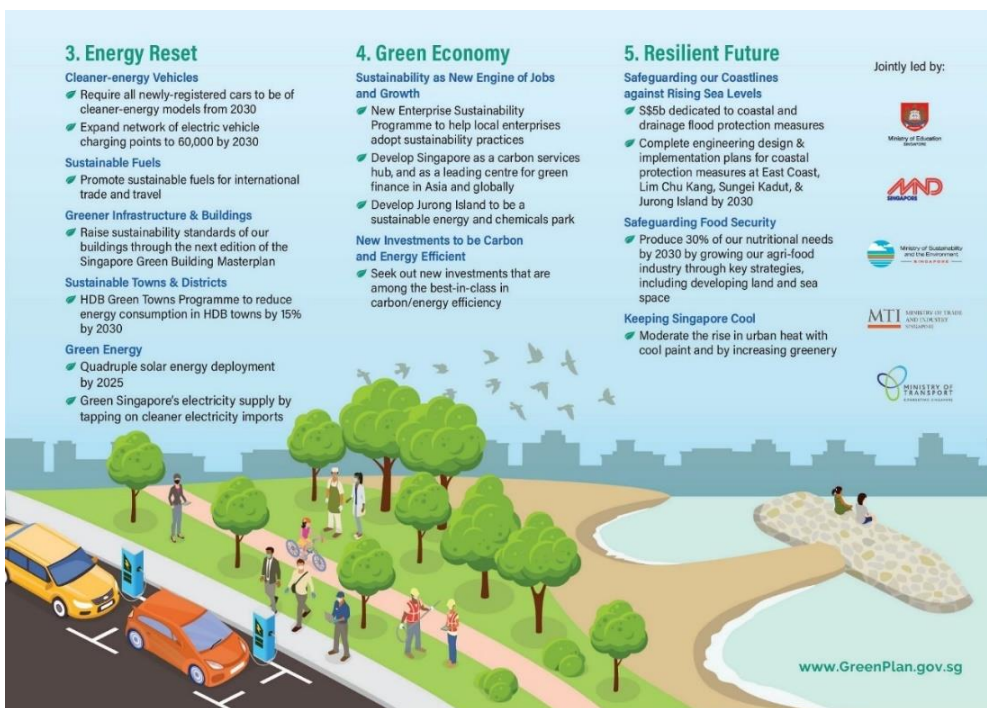 3. Energy Reset
Cleaner-energy Vehicles
Require all newly-registered cars to be of
cleaner-energy models from 2030
Expand network of electric vehicle
charging points to 60,000 by 2030
Sustainable Fuels
Promote sustainable fuels for international
trade and travel
Greener Infrastructure & Buildings
Raise sustainability standards of our
buildings through the next edition of the
Singapore Green Building Masterplan
Sustainable Towns & Districts
HDB Green Towns Programme to reduce
energy consumption in HDB towns by 15%
by 2030
Green Energy
Quadruple solar energy deployment
by 2025
Green Singapore's electricity supply by
tapping on cleaner electricity imports
4. Green Economy
Sustainability as New Engine of Jobs
and Growth
New Enterprise Sustainability
Programme to help local enterprises
adopt sustainability practices
Develop Singapore as a carbon services
hub, and as a leading centre for green
finance in Asia and globally
Develop Jurong Island to be a
sustainable energy and chemicals park
New Investments to be Carbon
and Energy Efficient
Seek out new investments that are
among the best-in-class in
carbon/energy efficiency
5. Resilient Future
Safeguarding our Coastlines
against Rising Sea Levels
S$5b dedicated to coastal and
drainage flood protection measures
Complete engineering design &
implementation plans for coastal
protection measures at East Coast,
Lim Chu Kang, Sungei Kadut, &
Jurong Island by 2030
Safeguarding Food Security
Produce 30% of our nutritional needs
by 2030 by growing our agri-food
industry through key strategies,
including developing land and sea
space
Keeping Singapore Cool
Moderate the rise in urban heat with
cool paint and by increasing greenery
Jointly led by:
Ministry of Education
SINGAPORE
MND
SINGAPORE
Ministry of Sustainability
and the Environment
SINGAPORE
MTI
MINISTRY OF TRADE
AND INDUSTRY
SINGAPORE
MINISTRY OF
TRANSPORT
www.GreenPlan.gov.sg